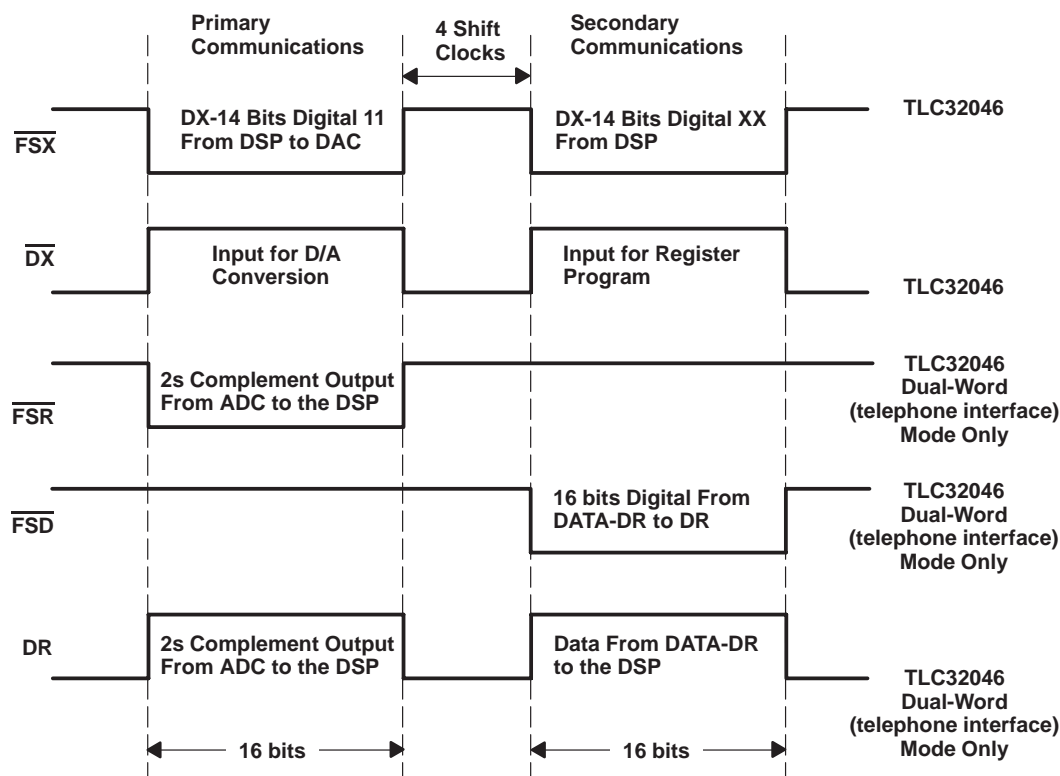 Primary
Communications
4 Shift
Clocks
Secondary
Communications
FSX
DX-14 Bits Digital 11
From DSP to DAC
DX-14 Bits Digital XX
From DSP
TLC32046
DX
Input for D/A
Conversion
Input for Register
Program
TLC32046
FSR
2s Complement Output
From ADC to the DSP
TLC32046
Dual-Word
(telephone interface)
Mode Only
FSD
16 bits Digital From
DATA-DR to DR
TLC32046
Dual-Word
(telephone interface)
Mode Only
DR
2s Complement Output
From ADC to the DSP
Data From DATA-DR
to the DSP
TLC32046
Dual-Word
(telephone interface)
Mode Only
16 bits
16 bits